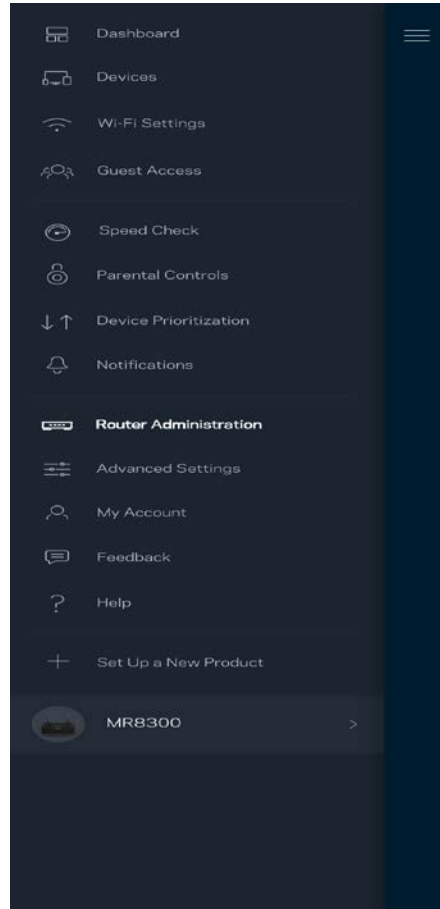 Dashboard
Devices
Wi-Fi Settings
Guest Access
Speed Check
Parental Controls
Device Prioritization
Notifications
Router Administration
Advanced Settings
My Account
Feedback
Help
Set Up a New Product
MR8300